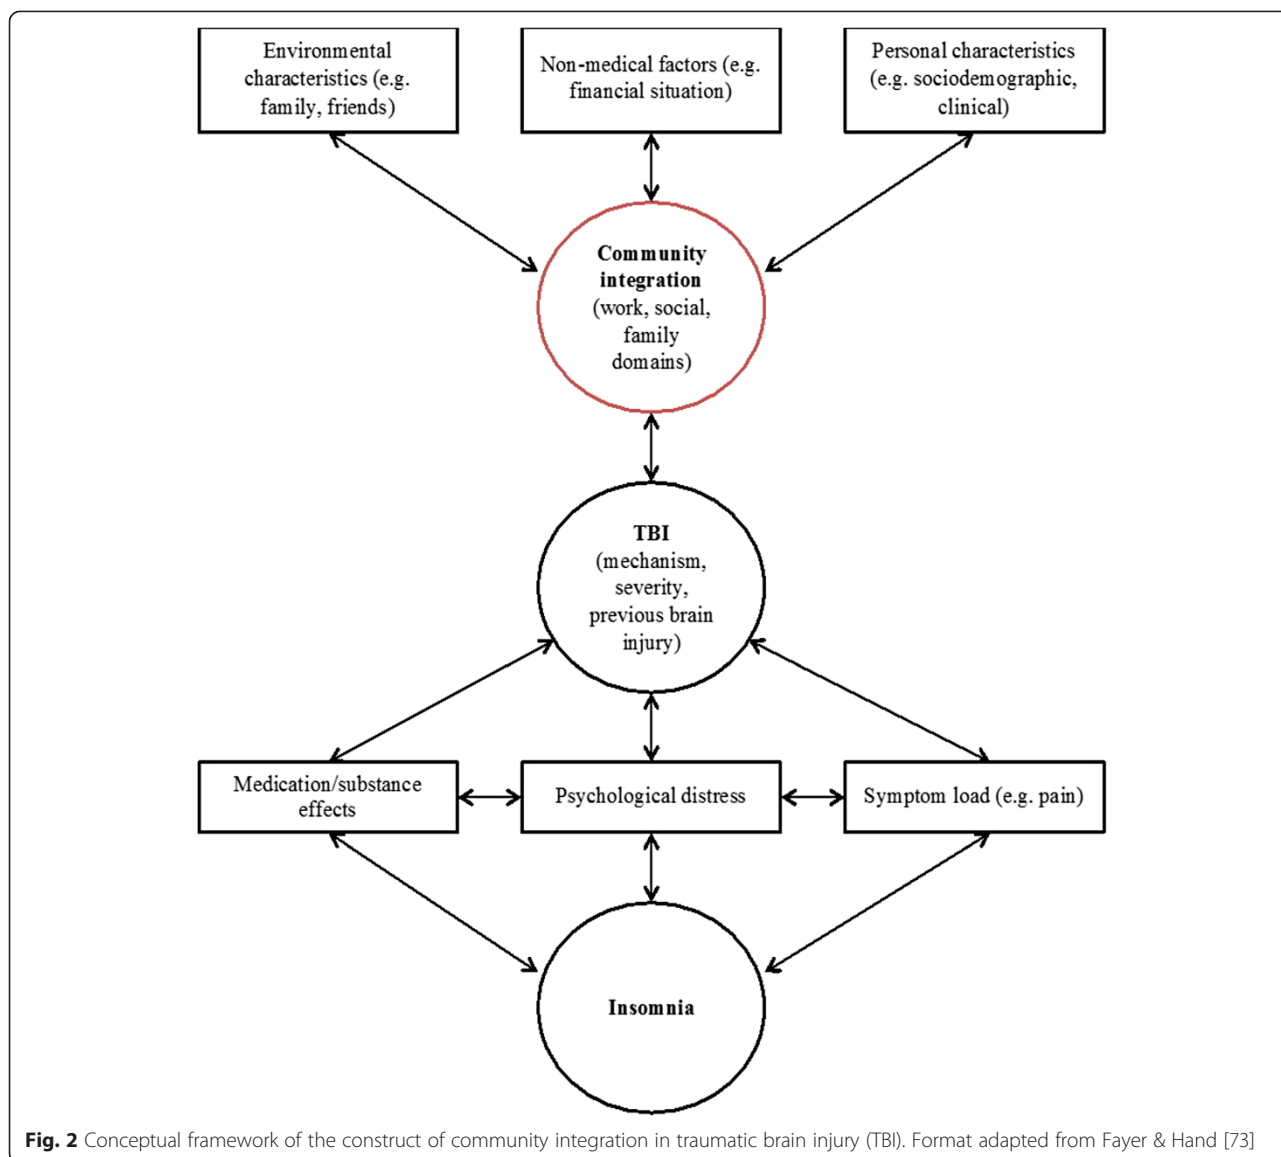 Environmental
characteristics (e.g.
family, friends)
Non-medical factors (e.g.
financial situation)
Personal characteristics
(e.g. sociodemographic,
clinical)
Community
integration
(work, social,
family
domains)
TBI
(mechanism,
severity,
previous brain
injury)
Medication/substance
effects
Psychological distress
Symptom load (e.g. pain)
Insomnia
Fig. 2 Conceptual framework of the construct of community integration in traumatic brain injury (TBI). Format adapted from Fayer & Hand [73]